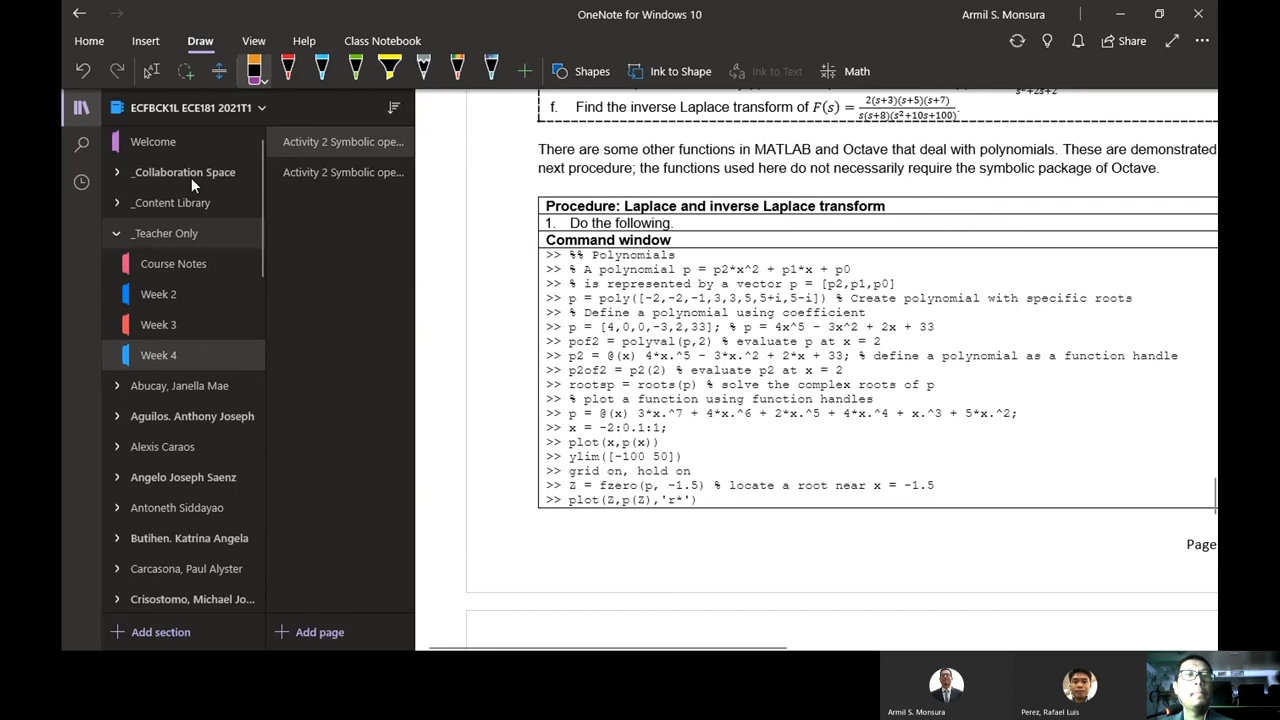 OneNote for Windows 10
Armil S. Monsura
Home Insert Draw View Help Class Notebook
Share
Shapes Ink to Shape Ink to Text Math
ECFBCK1L ECE181 2021T1
Welcome
_Collaboration Space
_Content Library
_Teacher Only
Course Notes
Week 2
Week 3
Week 4
Abucay, Janella Mae
Aguilos. Anthony Joseph
Alexis Caraos
Angelo Joseph Saenz
Antoneth Siddayao
Butihen. Katrina Angela
Carcasona, Paul Alyster
Crisostomo, Michael Jo...
Add section
Activity 2 Symbolic ope...
Activity 2 Symbolic ope...
Add page
s²+2s+2
f. Find the inverse Laplace transform of F(s) = 2(s+3)(s+5)(s+7)/s(s+8)(s²+10s+100).
There are some other functions in MATLAB and Octave that deal with polynomials. These are demonstrated
next procedure; the functions used here do not necessarily require the symbolic package of Octave.
Procedure: Laplace and inverse Laplace transform
1. Do the following.
Command window
>> %% Polynomials
>> % A polynomial p = p2*x^2 + p1*x + p0
>> % is represented by a vector p = [p2,p1,p0]
>> p = poly([-2,-2,-1,3,3,5,5+i,5-i]) % Create polynomial with specific roots
>> % Define a polynomial using coefficient
>> p = [4,0,0,-3,2,33]; % p = 4x^5 - 3x^2 + 2x + 33
>> pof2 = polyval(p,2) % evaluate p at x = 2
>> p2 = @(x) 4*x.^5 - 3*x.^2 + 2*x + 33; % define a polynomial as a function handle
>> p2of2 = p2(2) % evaluate p2 at x = 2
>> rootsp = roots(p) % solve the complex roots of p
>> % plot a function using function handles
>> p = @(x) 3*x.^7 + 4*x.^6 + 2*x.^5 + 4*x.^4 + x.^3 + 5*x.^2;
>> x = -2:0.1:1;
>> plot(x,p(x))
>> ylim([-100 50])
>> grid on, hold on
>> Z = fzero(p, -1.5) % locate a root near x = -1.5
>> plot(Z,p(Z),'r*')
Page
Armil S. Monsura
Perez, Rafael Luis